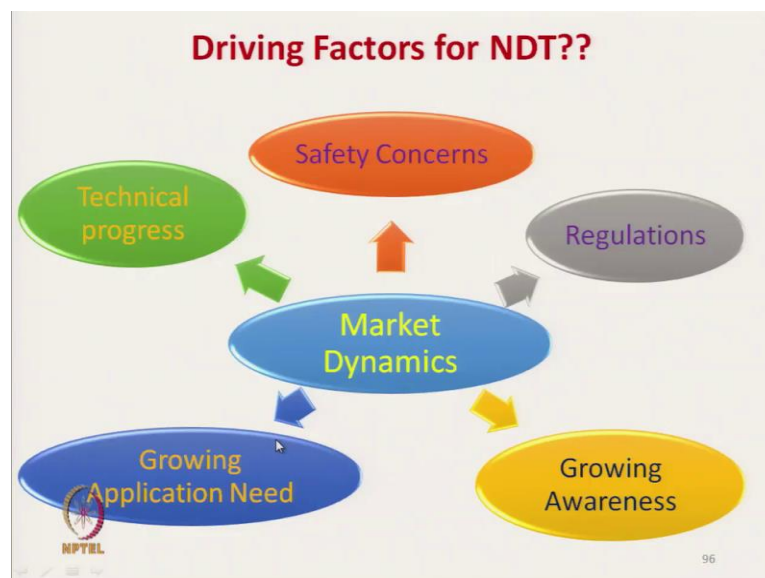 Driving Factors for NDT??
Safety Concerns
Technical
progress
Regulations
Market
Dynamics
Growing
Application Need
Growing
Awareness
NPTEL
96